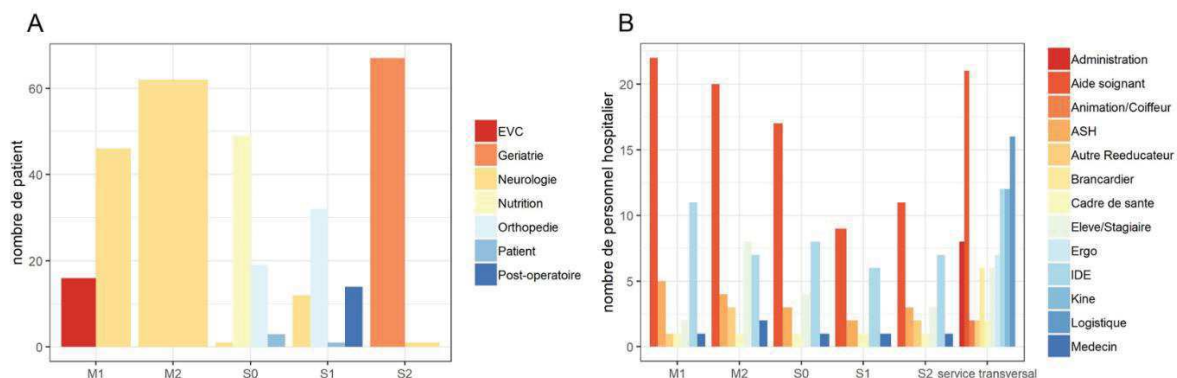 A
nombre de patient
60
40
20
0
M1 M2 S0 S1 S2
EVC
Geriatrie
Neurologie
Nutrition
Orthopedie
Patient
Post-operatoire
B
nombre de personnel hospitalier
20
15
10
5
0
M1 M2 S0 S1 S2 service transversal
Administration
Aide soignant
Animation/Coiffeur
ASH
Autre Reeducateur
Brancardier
Cadre de sante
Eleve/Stagiaire
Ergo
IDE
Kine
Logistique
Medecin